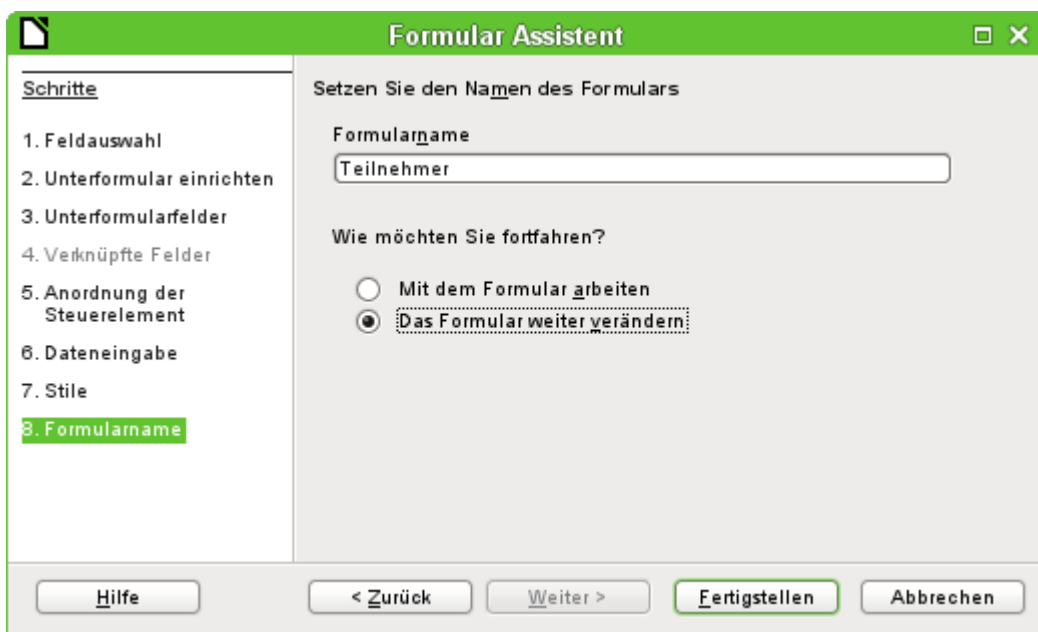 Formular Assistent
Schritte
1. Feldauswahl
2. Unterformular einrichten
3. Unterformularfelder
4. Verknüpfte Felder
5. Anordnung der
Steuerelement
6. Dateneingabe
7. Stile
8. Formularname
Setzen Sie den Namen des Formulars
Formularname
Teilnehmer
Wie möchten Sie fortfahren?
Mit dem Formular arbeiten
Das Formular weiter verändern
Hilfe
< Zurück
Weiter >
Fertigstellen
Abbrechen